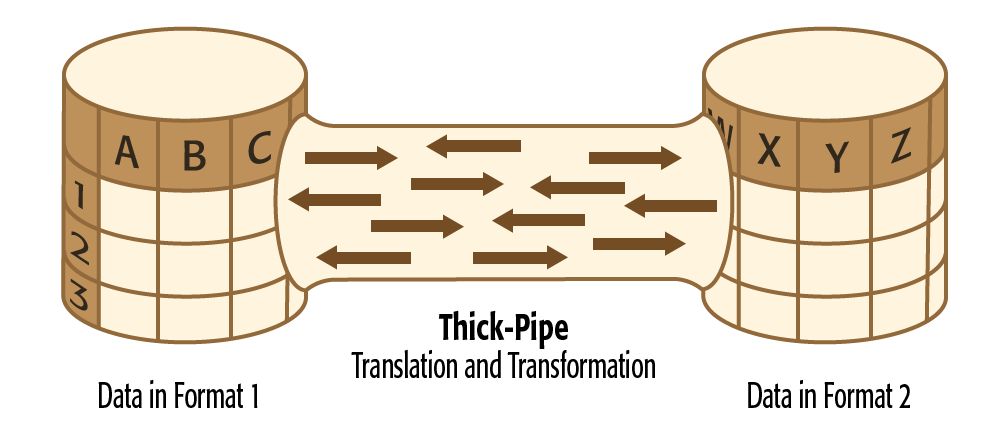 A B C
W X Y Z
1
2
3
Thick-Pipe
Translation and Transformation
Data in Format 1
Data in Format 2